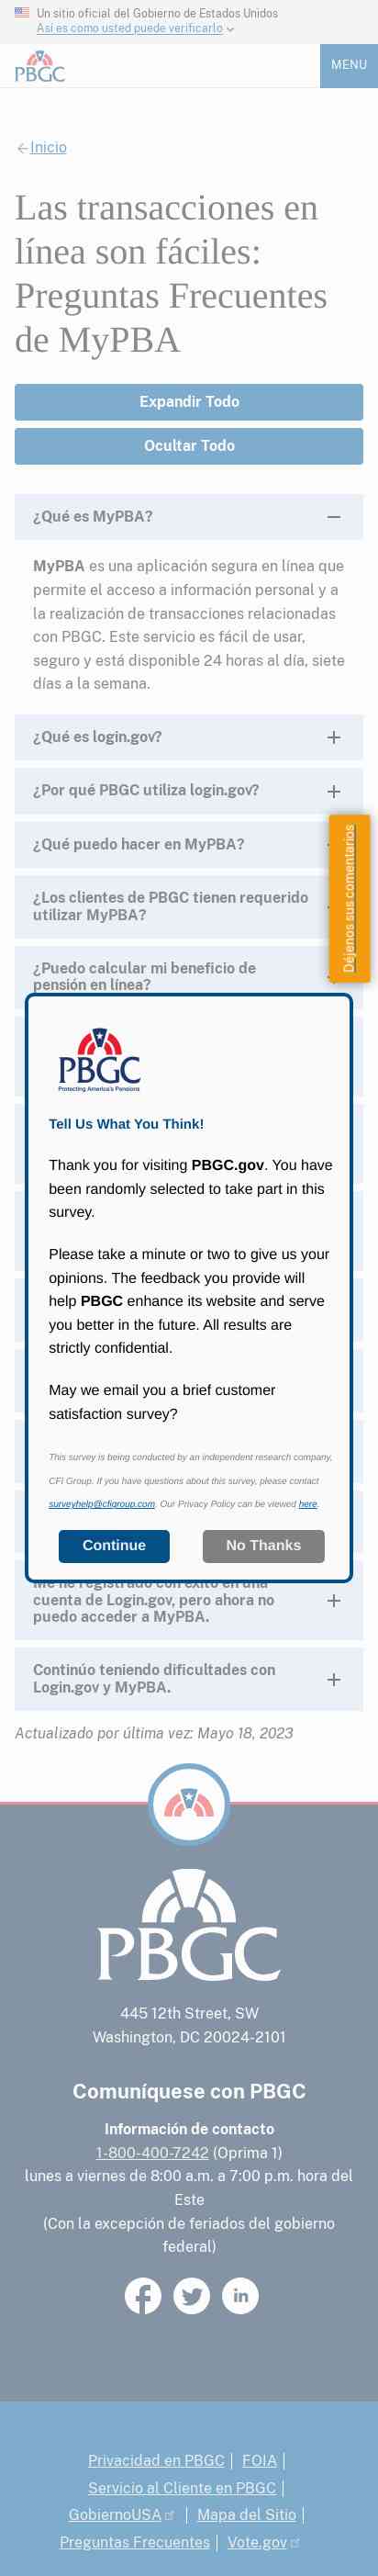 Un sitio oficial del Gobierno de Estados Unidos
Así es como usted puede verificarlo
PBGC
MENU
Inicio
Las transacciones en
línea son fáciles:
Preguntas Frecuentes
de MyPBA
Expandir Todo
Ocultar Todo
¿Qué es MyPBA?
MyPBA es una aplicación segura en línea que
permite el acceso a información personal y a
la realización de transacciones relacionadas
con PBGC. Este servicio es fácil de usar,
seguro y está disponible 24 horas al día, siete
días a la semana.
¿Qué es login.gov?
¿Por qué PBGC utiliza login.gov?
¿Qué puedo hacer en MyPBA?
¿Los clientes de PBGC tienen requerido
utilizar MyPBA?
Déjenos sus comentarios
¿Puedo calcular mi beneficio de
pensión en línea?
PBGC
Protecting America's Pensions
Tell Us What You Think!
Thank you for visiting PBGC.gov. You have
been randomly selected to take part in this
survey.
Please take a minute or two to give us your
opinions. The feedback you provide will
help PBGC enhance its website and serve
you better in the future. All results are
strictly confidential.
May we email you a brief customer
satisfaction survey?
This survey is being conducted by an independent research company,
CFI Group. If you have questions about this survey, please contact
surveyhelp@cfigroup.com. Our Privacy Policy can be viewed here.
Continue
No Thanks
Me he registrado con éxito en una
cuenta de Login.gov, pero ahora no
puedo acceder a MyPBA.
Continúo teniendo dificultades con
Login.gov y MyPBA.
Actualizado por última vez: Mayo 18, 2023
PBGC
445 12th Street, SW
Washington, DC 20024-2101
Comuníquese con PBGC
Información de contacto
1-800-400-7242 (Oprima 1)
lunes a viernes de 8:00 a.m. a 7:00 p.m. hora del
Este
(Con la excepción de feriados del gobierno
federal)
Privacidad en PBGC | FOIA |
Servicio al Cliente en PBGC |
GobiernoUSA | Mapa del Sitio |
Preguntas Frecuentes | Vote.gov